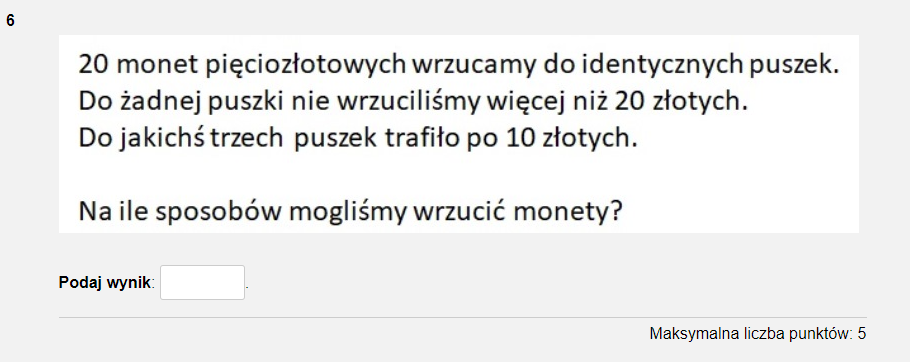 6
20 monet pięciozłotowych wrzucamy do identycznych puszek.
Do żadnej puszki nie wrzuciliśmy więcej niż 20 złotych.
Do jakichś trzech puszek trafiło po 10 złotych.
Na ile sposobów mogliśmy wrzucić monety?
Podaj wynik: .
Maksymalna liczba punktów: 5